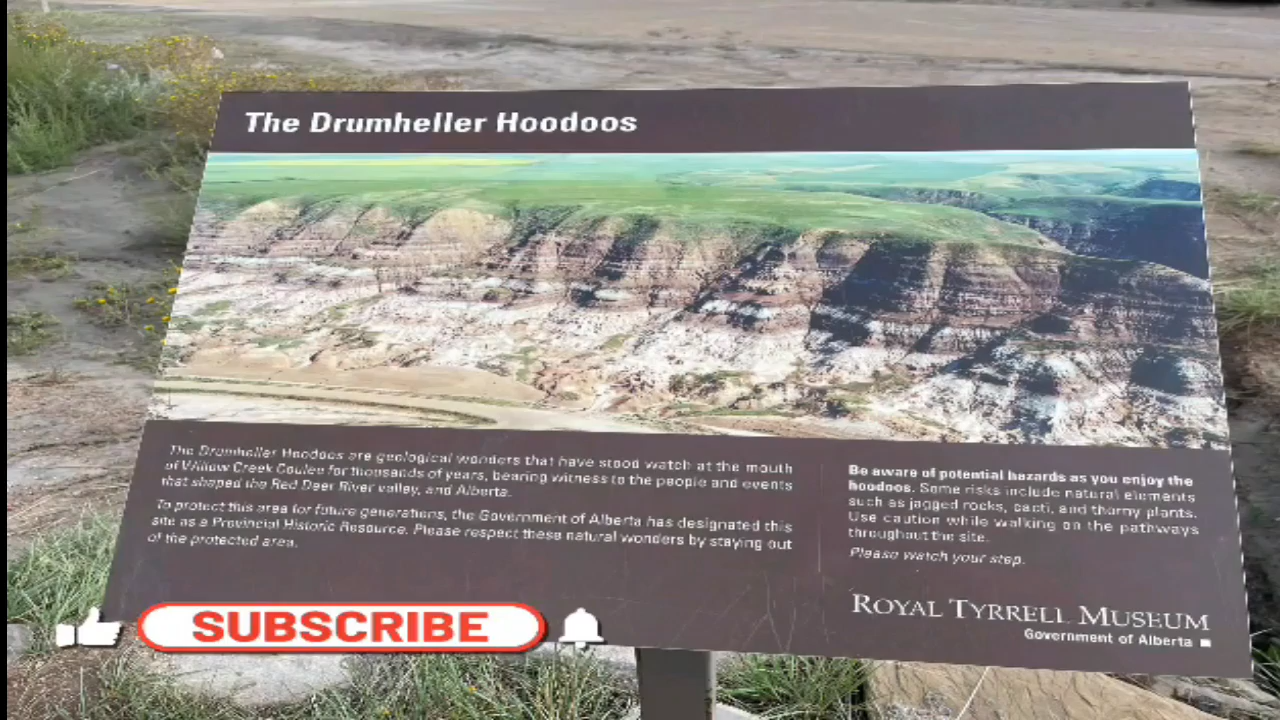 The Drumheller Hoodoos
The Drumheller Hoodoos are geological wonders that have stood watch at the mouth
of Willow Creek Coulee for thousands of years, bearing witness to the people and events
that shaped the Red Deer River valley, and Alberta.
To protect this area for future generations, the Government of Alberta has designated this
site as a Provincial Historic Resource. Please respect these natural wonders by staying out
of the protected area.
Be aware of potential hazards as you enjoy the
hoodoos. Some risks include natural elements
such as jagged rocks, cacti, and thorny plants.
Use caution while walking on the pathways
throughout the site.
Please watch your step.
ROYAL TYRRELL MUSEUM
Government of Alberta
SUBSCRIBE